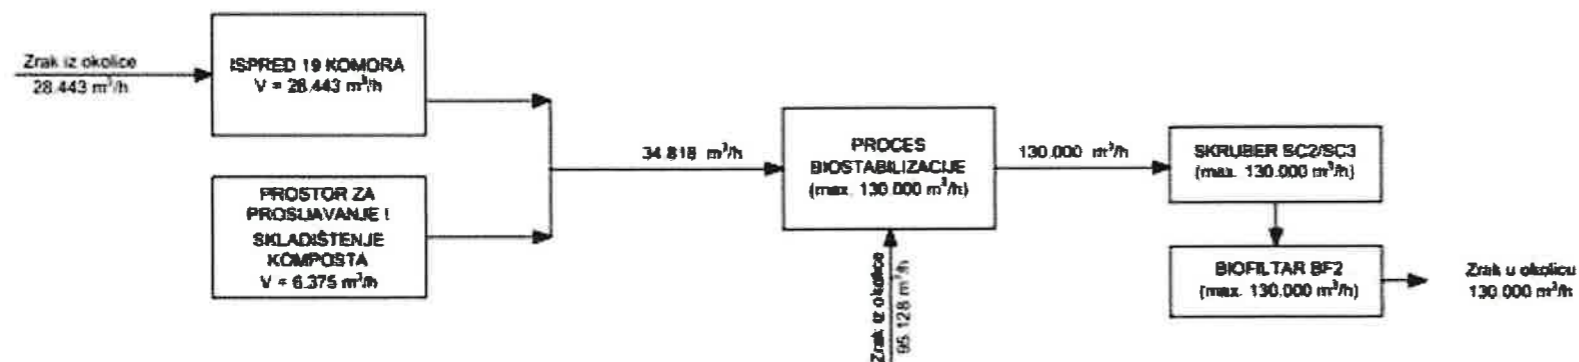 Zrak iz okolice
28.443 m³/h
ISPRED 19 KOMORA
V = 28.443 m³/h
PROSTOR ZA
PROSIJAVANJE I
SKLADIŠTENJE
KOMPOSTA
V = 6.375 m³/h
34.818 m³/h
PROCES
BIOSTABILIZACIJE
(max. 130.000 m³/h)
Zrak iz okolice
95.128 m³/h
130.000 m³/h
SKRUBER SC2/SC3
(max. 130.000 m³/h)
BIOFILTAR BF2
(max. 130.000 m³/h)
Zrak u okolicu
130.000 m³/h